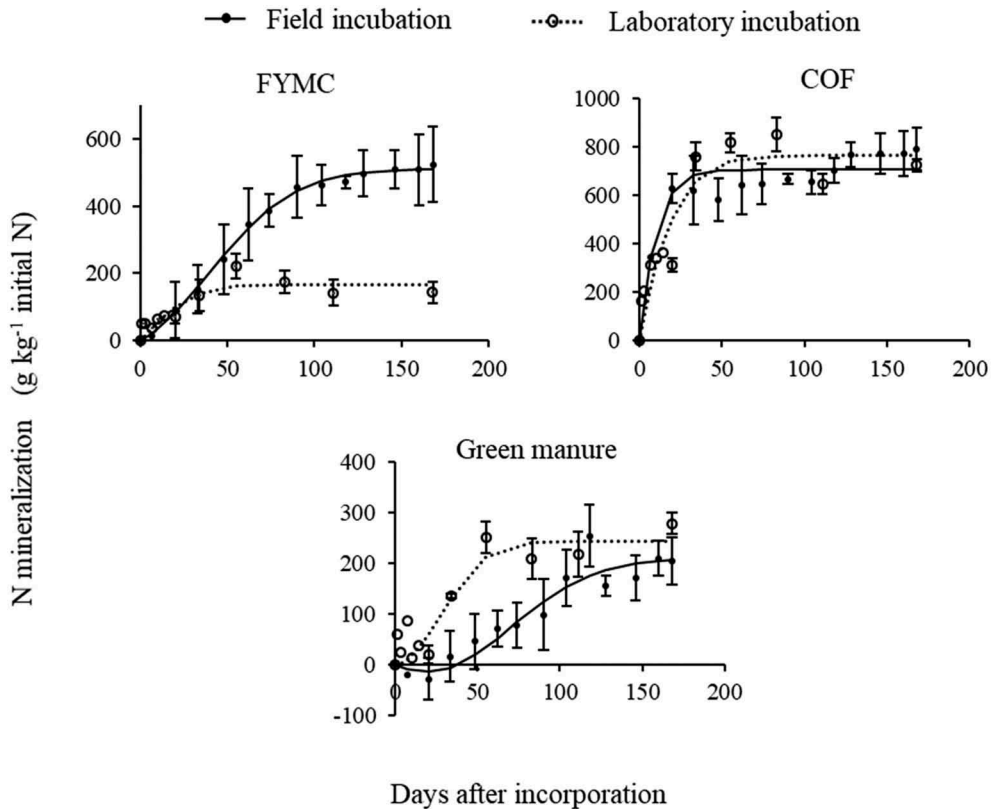 Field incubation Laboratory incubation
FYMC
600
400
200
0
0 50 100 150 200
COF
1000
800
600
400
200
0
0 50 100 150 200
N mineralization (g kg⁻¹ initial N)
Green manure
400
300
200
100
0
-100
0 50 100 150 200
Days after incorporation